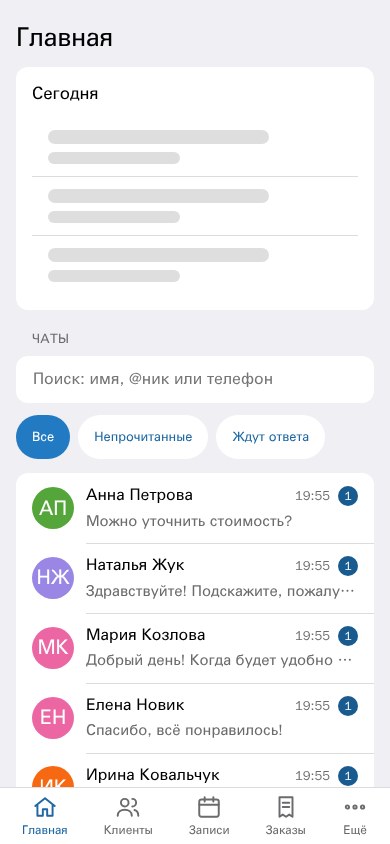 Главная
Сегодня
ЧАТЫ
Поиск: имя, @ник или телефон
Все
Непрочитанные
Ждут ответа
АП
Анна Петрова
19:55
1
Можно уточнить стоимость?
НЖ
Наталья Жук
19:55
1
Здравствуйте! Подскажите, пожалу...
МК
Мария Козлова
19:55
1
Добрый день! Когда будет удобно ...
ЕН
Елена Новик
19:55
1
Спасибо, всё понравилось!
ИК
Ирина Ковальчук
19:55
1
Главная
Клиенты
Записи
Заказы
Ещё